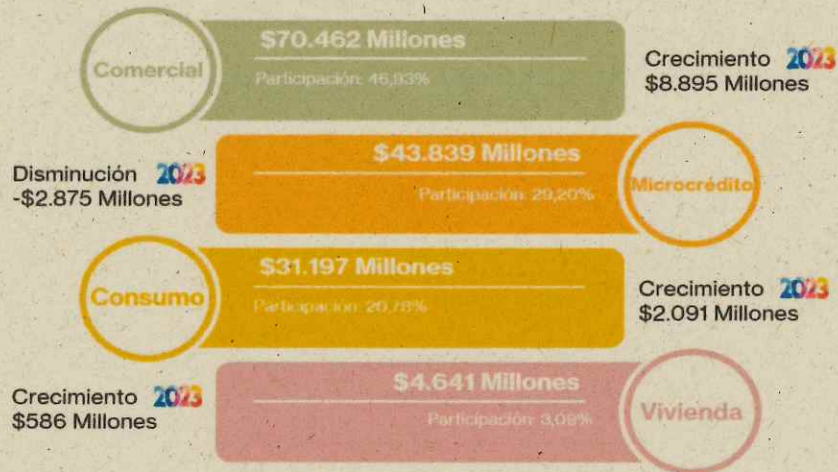 Comercial
$70.462 Millones
Participación: 46,93%
Crecimiento 2023
$8.895 Millones
Disminución 2023
-$2.875 Millones
$43.839 Millones
Participación: 29,20%
Microcrédito
Consumo
$31.197 Millones
Participación: 20,78%
Crecimiento 2023
$2.091 Millones
Crecimiento 2023
$586 Millones
$4.641 Millones
Participación: 3,09%
Vivienda